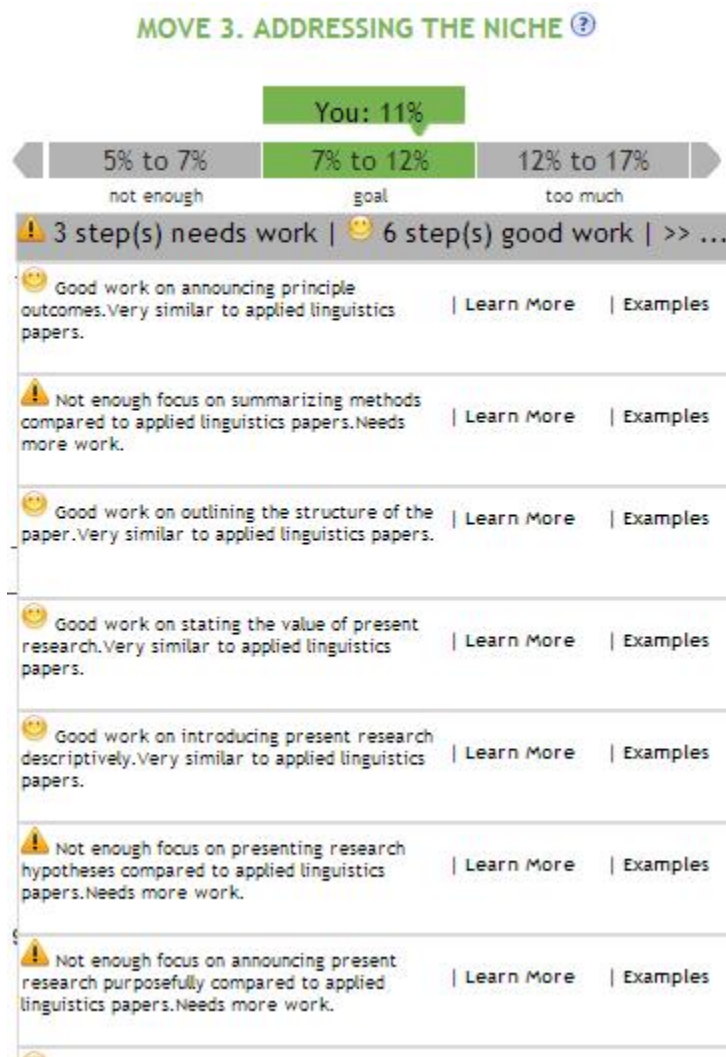 MOVE 3. ADDRESSING THE NICHE ?
You: 11%
5% to 7% 7% to 12% 12% to 17%
not enough goal too much
3 step(s) needs work | 6 step(s) good work | >> ...
Good work on announcing principle
outcomes.Very similar to applied linguistics | Learn More | Examples
papers.
Not enough focus on summarizing methods
compared to applied linguistics papers.Needs | Learn More | Examples
more work.
Good work on outlining the structure of the | Learn More | Examples
paper.Very similar to applied linguistics papers.
Good work on stating the value of present
research.Very similar to applied linguistics | Learn More | Examples
papers.
Good work on introducing present research
descriptively.Very similar to applied linguistics | Learn More | Examples
papers.
Not enough focus on presenting research
hypotheses compared to applied linguistics | Learn More | Examples
papers.Needs more work.
Not enough focus on announcing present
research purposefully compared to applied | Learn More | Examples
linguistics papers.Needs more work.